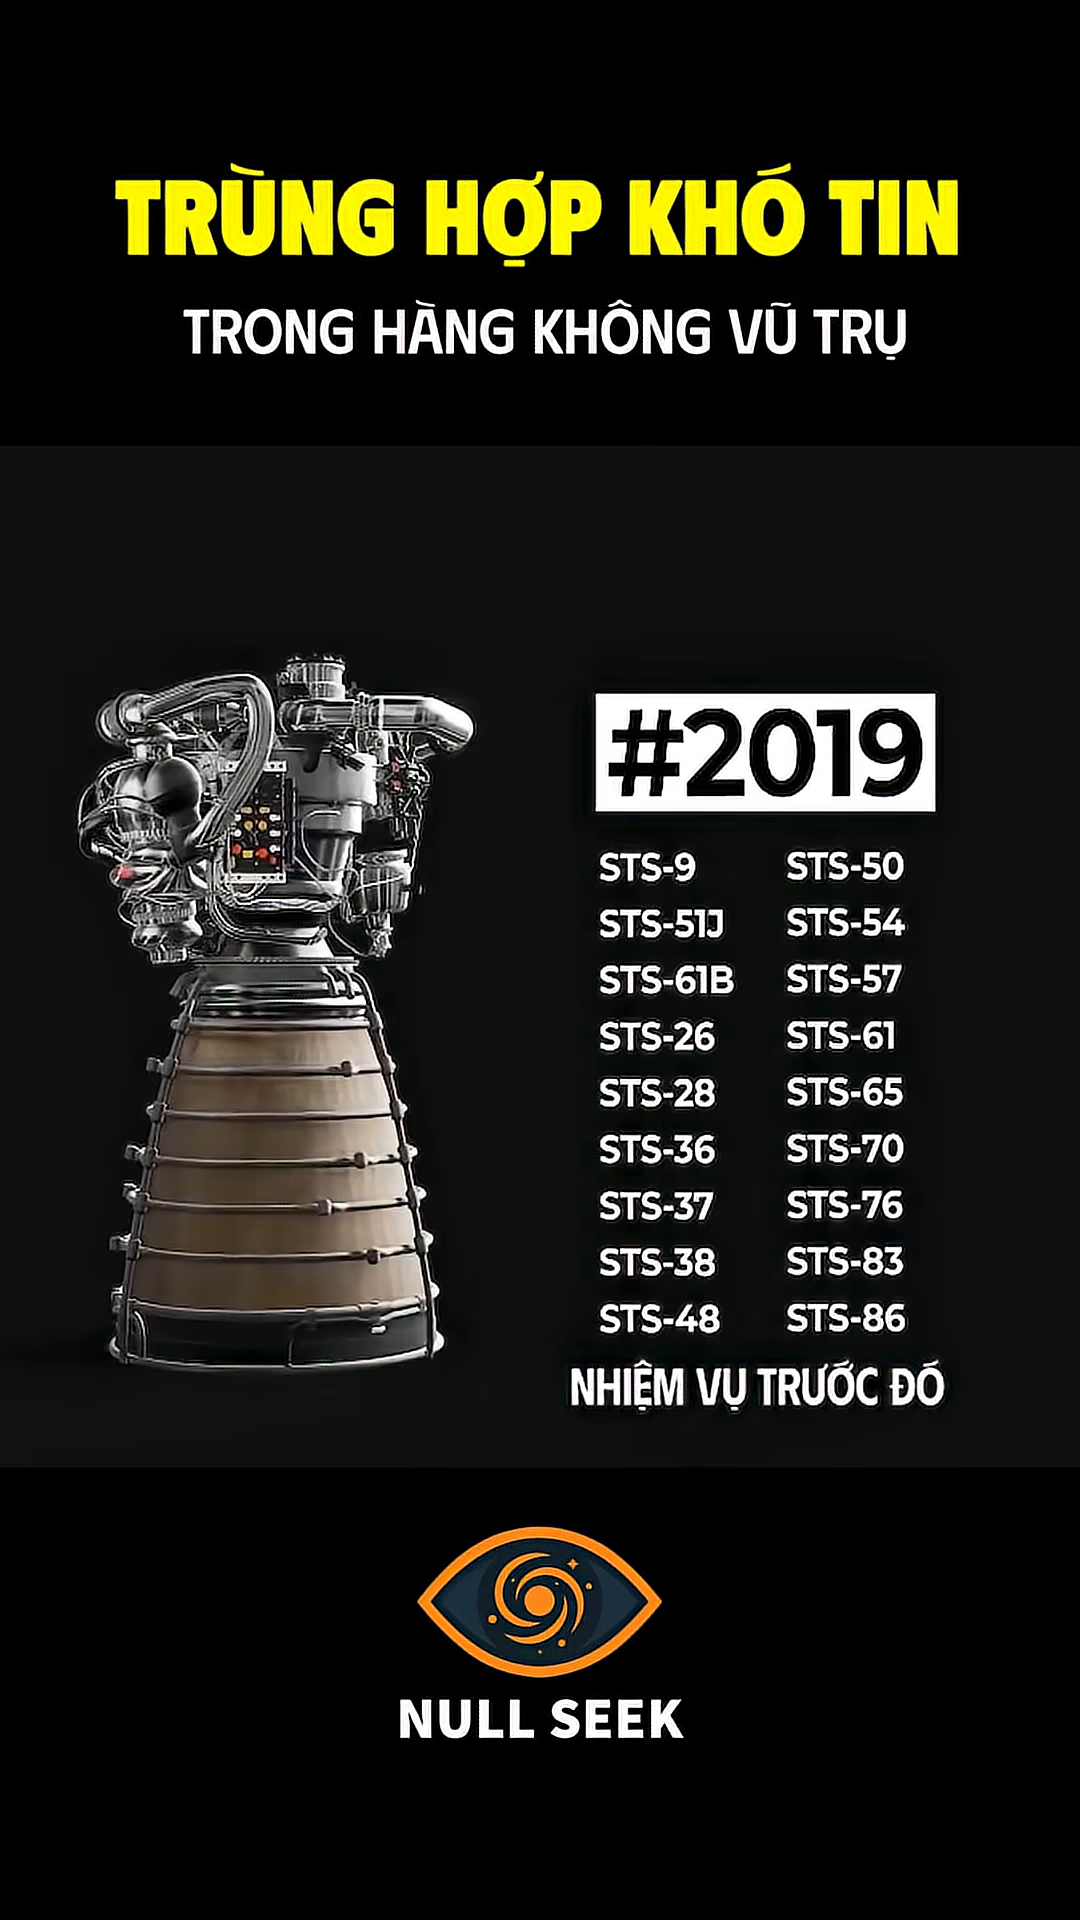 TRÙNG HỢP KHÓ TIN
TRONG HÀNG KHÔNG VŨ TRỤ
#2019
STS-9
STS-51J
STS-61B
STS-26
STS-28
STS-36
STS-37
STS-38
STS-48
STS-50
STS-54
STS-57
STS-61
STS-65
STS-70
STS-76
STS-83
STS-86
NHIỆM VỤ TRƯỚC ĐÓ
NULL SEEK